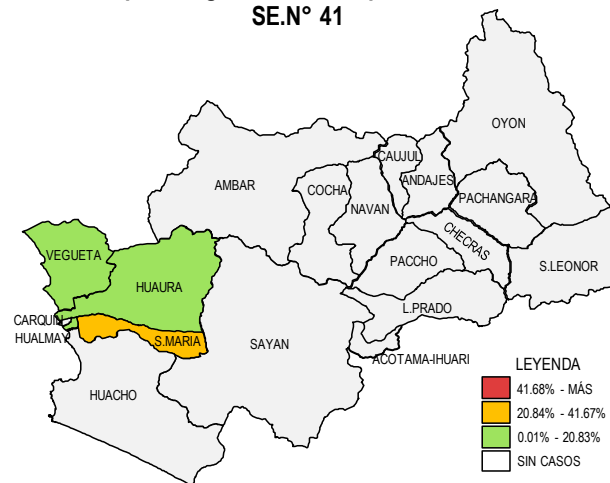 SE.N° 41
OYON
CAUJUL
ANDAJES
AMBAR
COCHA
NAVAN
PACHANGARA
CHECRAS
VEGUETA
PACCHO
S.LEONOR
HUAURA
L.PRADO
CARQUIN
HUALMAY
S.MARIA
SAYAN
ACOTAMA-IHUARI
HUACHO
LEYENDA
41.68% - MÁS
20.84% - 41.67%
0.01% - 20.83%
SIN CASOS